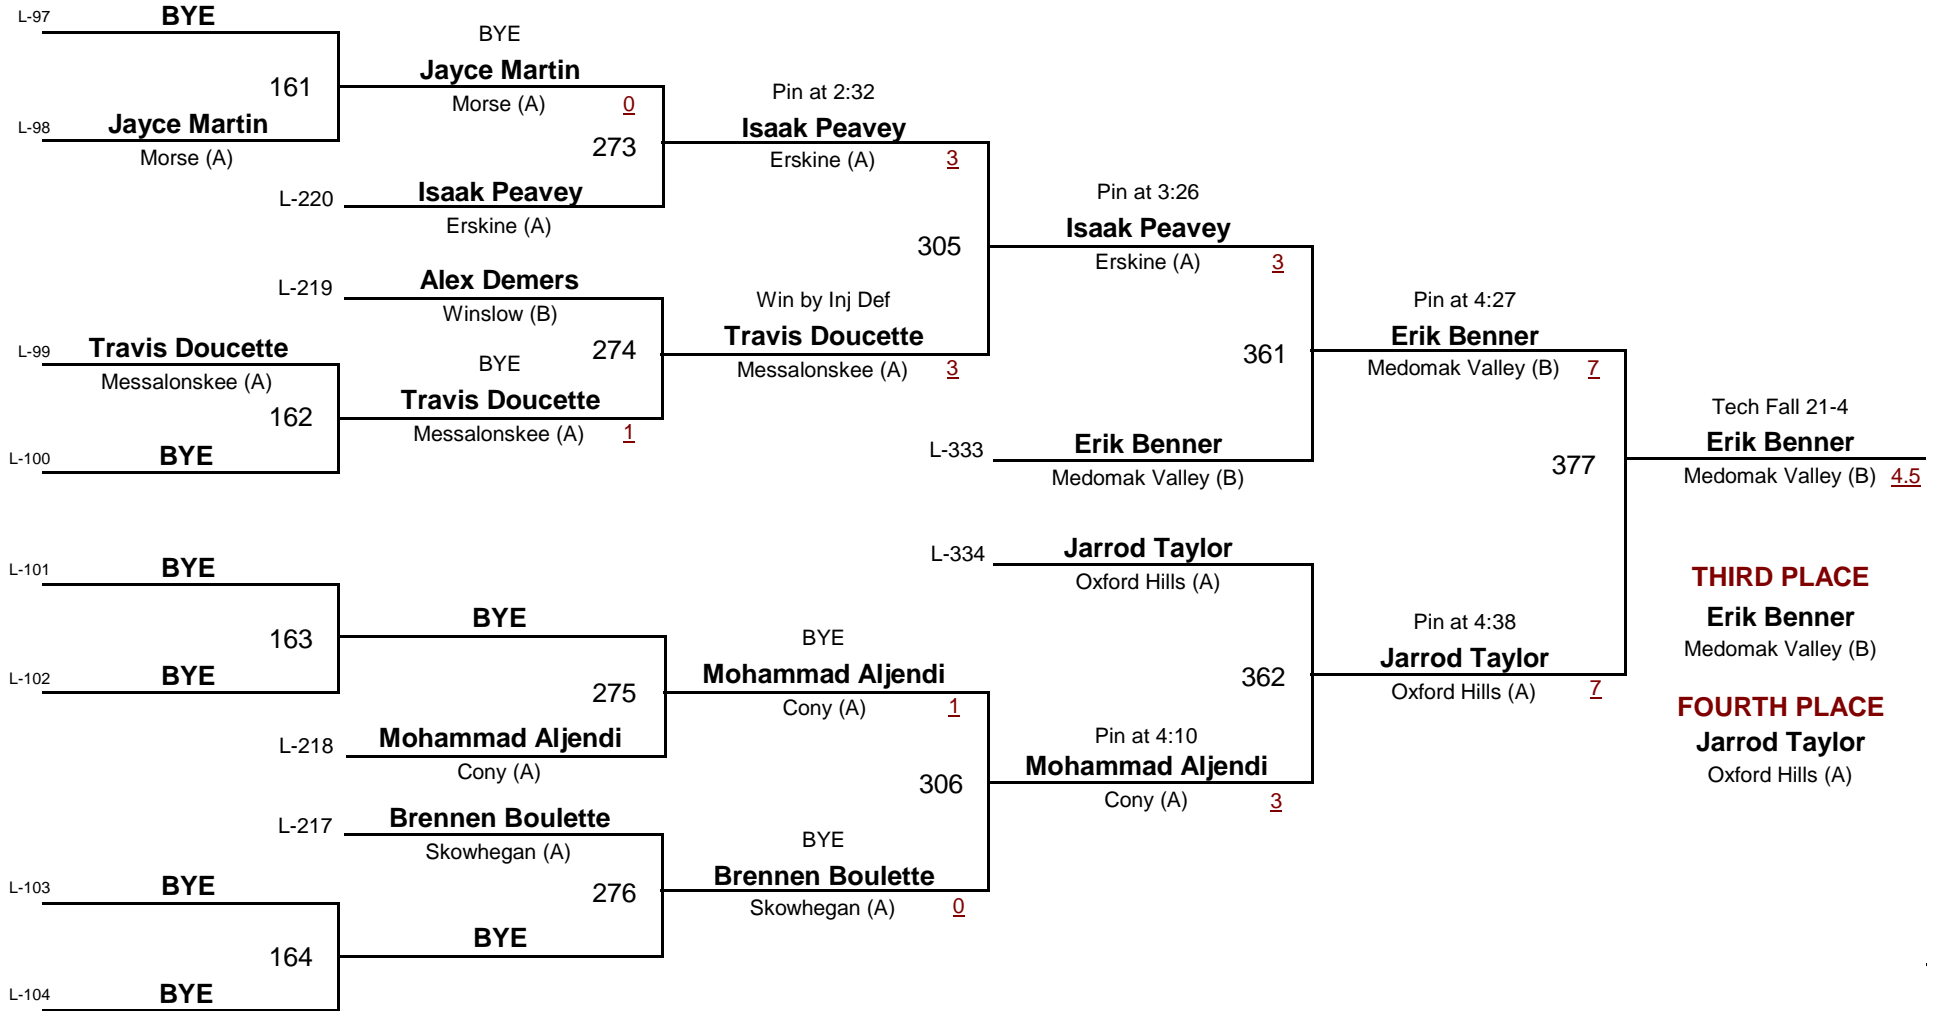 L-97 BYE
BYE
Jayce Martin
161
Morse (A) 0
L-98 Jayce Martin
Morse (A)
Pin at 2:32
Isaak Peavey
273
Erskine (A) 3
L-220 Isaak Peavey
Erskine (A)
Pin at 3:26
Isaak Peavey
305
Erskine (A) 3
L-219 Alex Demers
Winslow (B)
Win by Inj Def
Travis Doucette
274
Messalonskee (A) 3
L-99 Travis Doucette
Messalonskee (A)
BYE
Travis Doucette
162
Messalonskee (A) 1
L-100 BYE
Pin at 4:27
Erik Benner
361
Medomak Valley (B) 7
L-333 Erik Benner
Medomak Valley (B)
Tech Fall 21-4
Erik Benner
377
Medomak Valley (B) 4.5
L-101 BYE
163
BYE
L-102 BYE
L-334 Jarrod Taylor
Oxford Hills (A)
THIRD PLACE
Erik Benner
Medomak Valley (B)
BYE
Mohammad Aljendi
275
Cony (A) 1
L-218 Mohammad Aljendi
Cony (A)
Pin at 4:38
Jarrod Taylor
362
Oxford Hills (A) 7
FOURTH PLACE
Jarrod Taylor
Oxford Hills (A)
Pin at 4:10
Mohammad Aljendi
306
Cony (A) 3
L-217 Brennen Boulette
Skowhegan (A)
BYE
Brennen Boulette
276
Skowhegan (A) 0
L-103 BYE
164
BYE
L-104 BYE